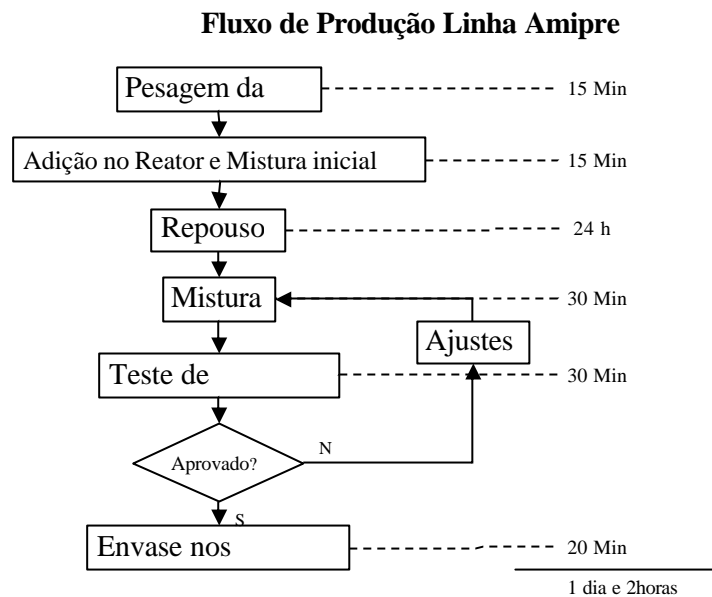 Fluxo de Produção Linha Amipre
Pesagem da
15 Min
Adição no Reator e Mistura inicial
15 Min
Repouso
24 h
Mistura
30 Min
Ajustes
Teste de
30 Min
Aprovado?
N
S
Envase nos
20 Min
1 dia e 2horas